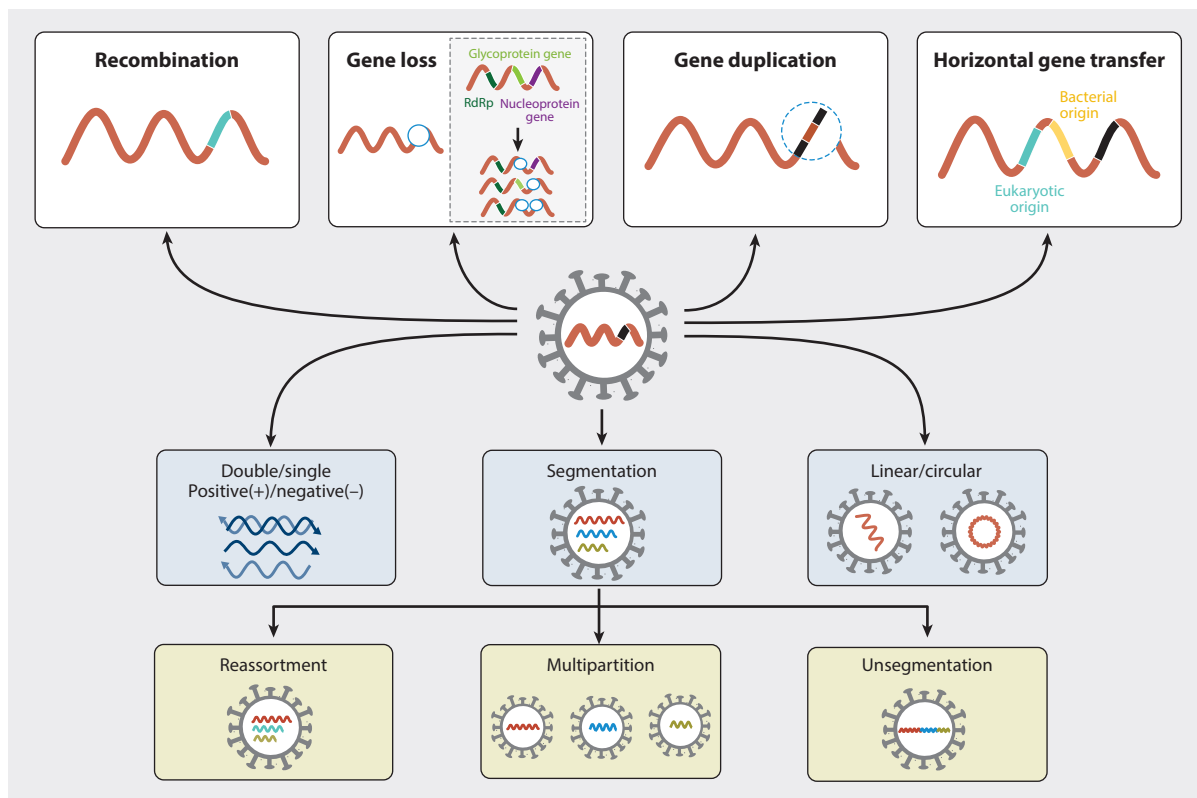 Recombination
Gene loss
Glycoprotein gene
RdRp
Nucleoprotein
gene
Gene duplication
Horizontal gene transfer
Bacterial
origin
Eukaryotic
origin
Double/single
Positive(+)/negative(–)
Segmentation
Linear/circular
Reassortment
Multipartition
Unsegmentation